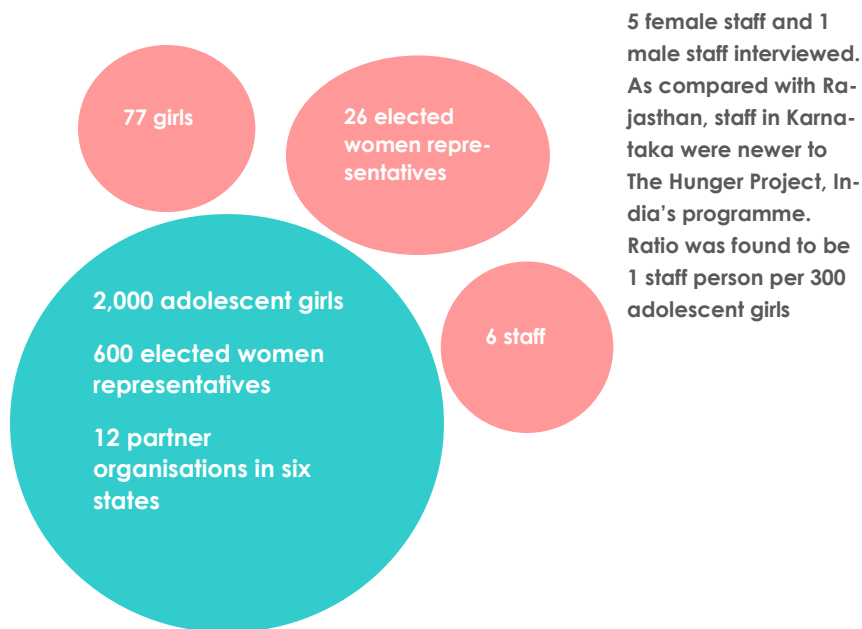 77 girls
26 elected
women repre-
sentatives
2,000 adolescent girls
600 elected women
representatives
12 partner
organisations in six
states
6 staff
5 female staff and 1
male staff interviewed.
As compared with Ra-
jasthan, staff in Karna-
taka were newer to
The Hunger Project, In-
dia’s programme.
Ratio was found to be
1 staff person per 300
adolescent girls